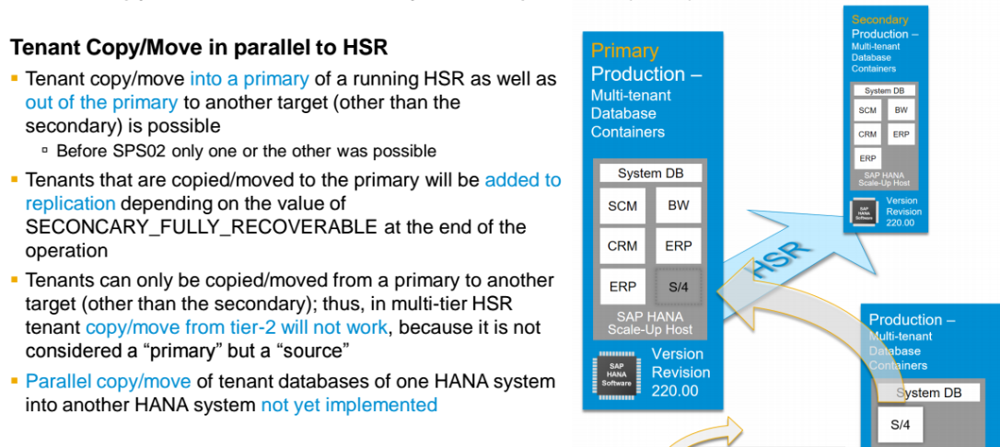 Tenant Copy/Move in parallel to HSR
Tenant copy/move into a primary of a running HSR as well as
out of the primary to another target (other than the
secondary) is possible
Before SPS02 only one or the other was possible
Tenants that are copied/moved to the primary will be added to
replication depending on the value of
SECONCARY_FULLY_RECOVERABLE at the end of the
operation
Tenants can only be copied/moved from a primary to another
target (other than the secondary); thus, in multi-tier HSR
tenant copy/move from tier-2 will not work, because it is not
considered a “primary” but a “source”
Parallel copy/move of tenant databases of one HANA system
into another HANA system not yet implemented
Primary
Production –
Multi-tenant
Database
Containers
System DB
SCM BW
CRM ERP
ERP S/4
SAP HANA
Scale-Up Host
SAP
HANA
Software
Version
Revision
220.00
HSR
Secondary
Production –
Multi-tenant
Database
Containers
System DB
SCM BW
CRM ERP
ERP
SAP HANA
Scale-Up Host
SAP
HANA
Software
Version
Revision
220.00
Production –
Multi-tenant
Database
Containers
System DB
S/4